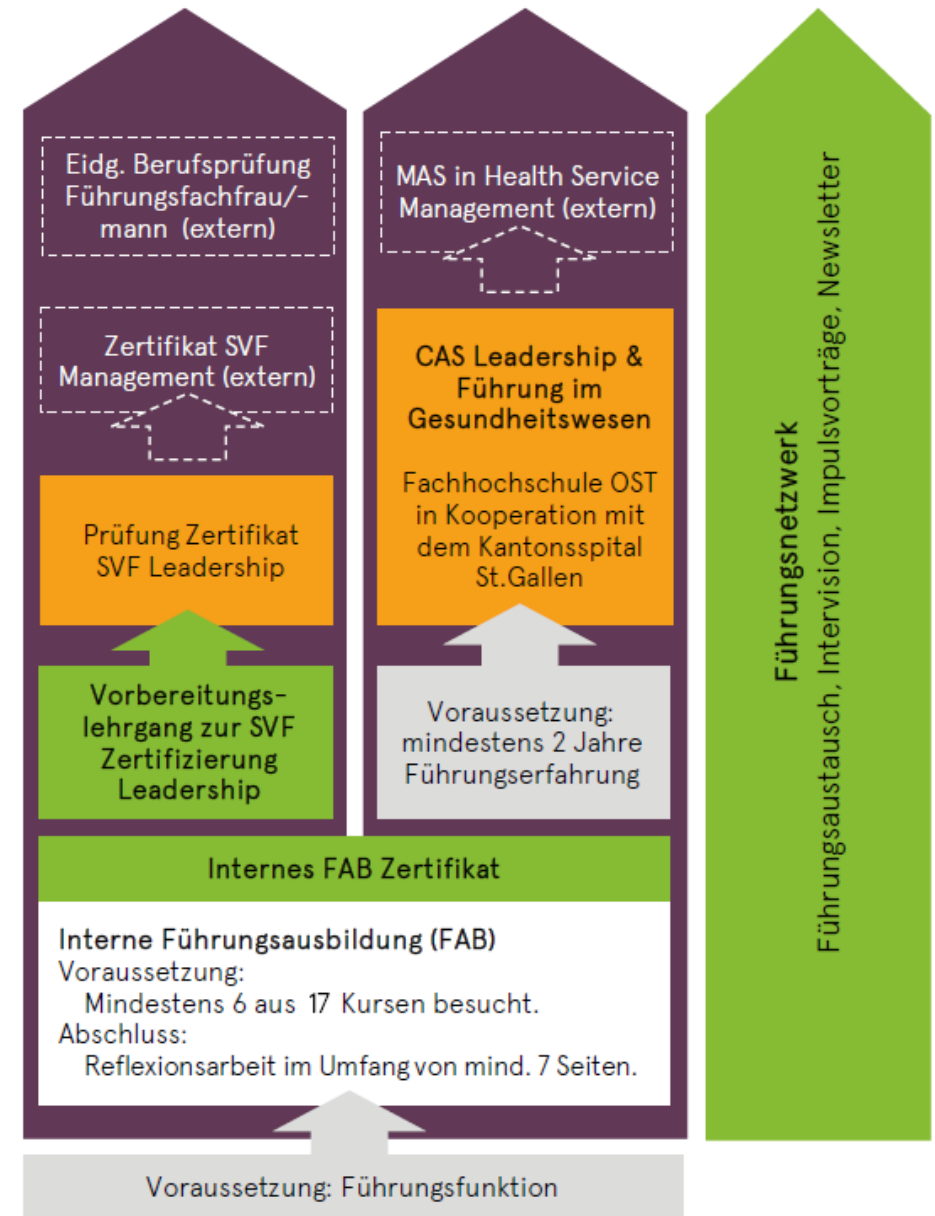 Eidg. Berufsprüfung
Führungsfachfrau/-
mann (extern)
Zertifikat SVF
Management (extern)
Prüfung Zertifikat
SVF Leadership
Vorbereitungs-
lehrgang zur SVF
Zertifizierung
Leadership
MAS in Health Service
Management (extern)
CAS Leadership &
Führung im
Gesundheitswesen
Fachhochschule OST
in Kooperation mit
dem Kantonsspital
St.Gallen
Voraussetzung:
mindestens 2 Jahre
Führungserfahrung
Internes FAB Zertifikat
Interne Führungsausbildung (FAB)
Voraussetzung:
Mindestens 6 aus 17 Kursen besucht.
Abschluss:
Reflexionsarbeit im Umfang von mind. 7 Seiten.
Voraussetzung: Führungsfunktion
Führungsnetzwerk
Führungsaustausch, Intervision, Impulsvorträge, Newsletter